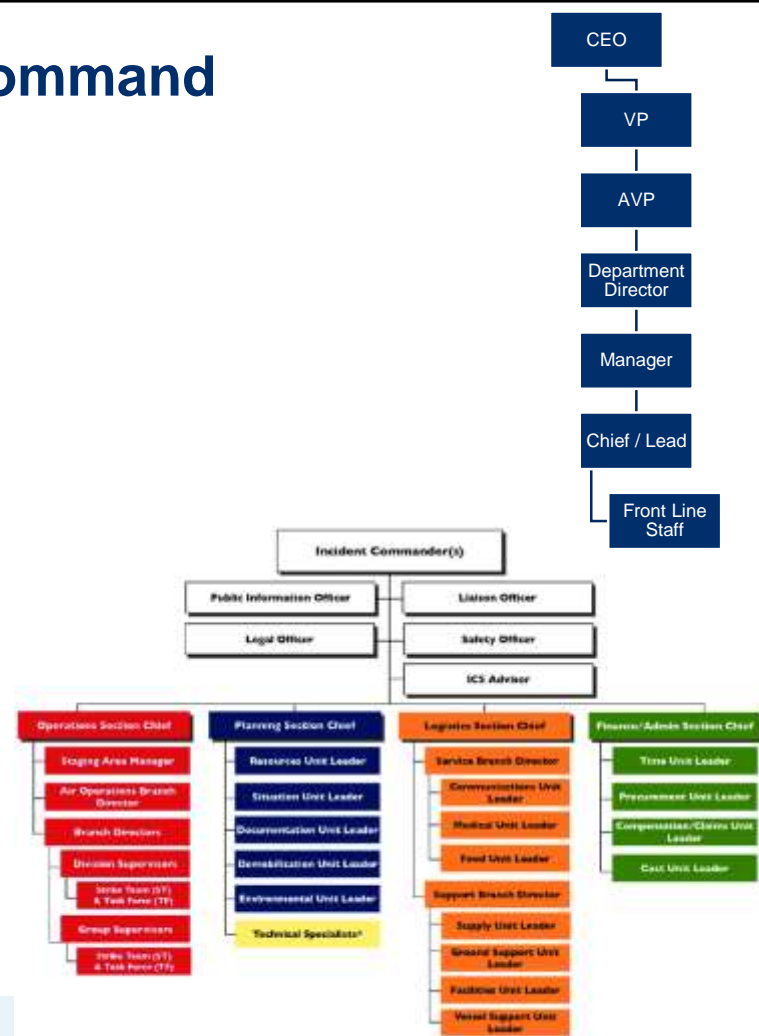 ommand
CEO
VP
AVP
Department
Director
Manager
Chief / Lead
Front Line
Staff
Incident Commander(s)
Public Information Officer
Liaison Officer
Legal Officer
Safety Officer
ICS Advisor
Operations Section Chief
Staging Area Manager
Air Operations Branch
Director
Branch Directors
Division Supervisors
Strike Team (ST)
& Task Force (TF)
Group Supervisors
Strike Team (ST)
& Task Force (TF)
Planning Section Chief
Resources Unit Leader
Situation Unit Leader
Documentation Unit Leader
Demobilization Unit Leader
Environmental Unit Leader
Technical Specialists*
Logistics Section Chief
Service Branch Director
Communications Unit
Leader
Medical Unit Leader
Food Unit Leader
Support Branch Director
Supply Unit Leader
Ground Support Unit
Leader
Facilities Unit Leader
Vessel Support Unit
Leader
Finance/Admin Section Chief
Time Unit Leader
Procurement Unit Leader
Compensation/Claims Unit
Leader
Cost Unit Leader